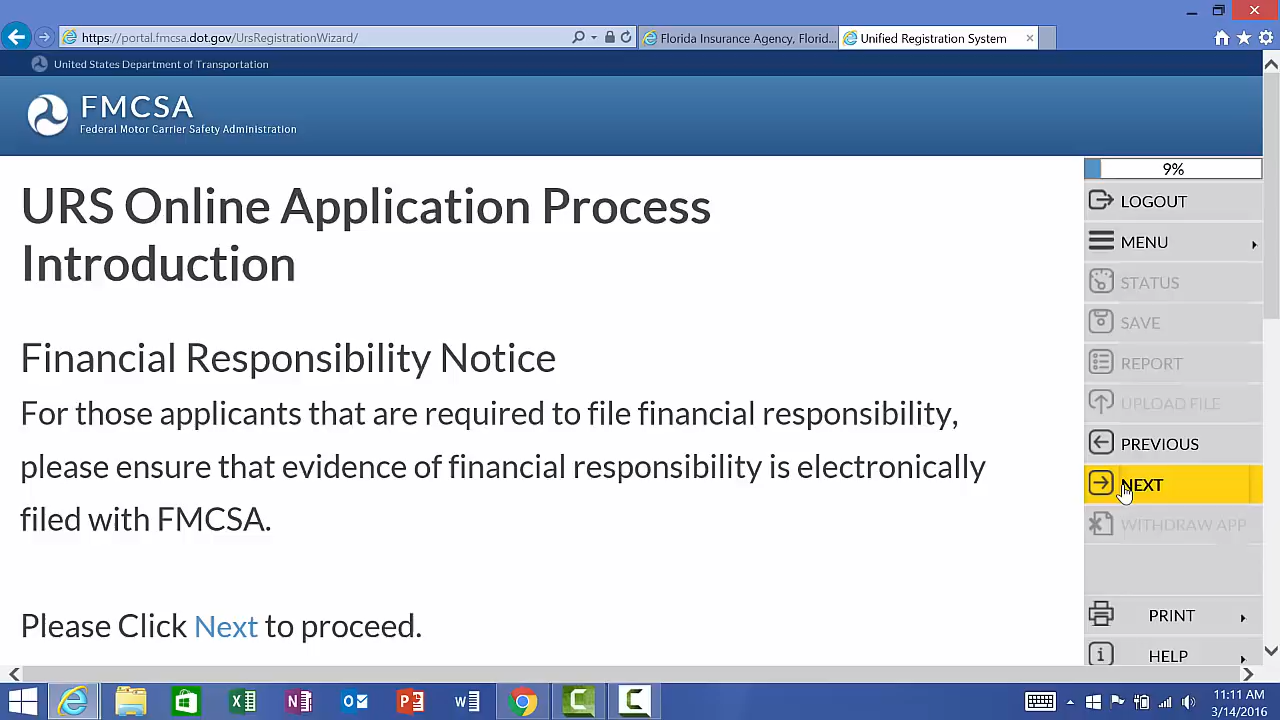 https://portal.fmcsa.dot.gov/UrsRegistrationWizard/
Florida Insurance Agency, Florid...
Unified Registration System
United States Department of Transportation
FMCSA
Federal Motor Carrier Safety Administration
URS Online Application Process
Introduction
Financial Responsibility Notice
For those applicants that are required to file financial responsibility,
please ensure that evidence of financial responsibility is electronically
filed with FMCSA.
Please Click Next to proceed.
9%
LOGOUT
MENU
STATUS
SAVE
REPORT
UPLOAD FILE
PREVIOUS
NEXT
WITHDRAW APP
PRINT
HELP
11:11 AM
3/14/2016